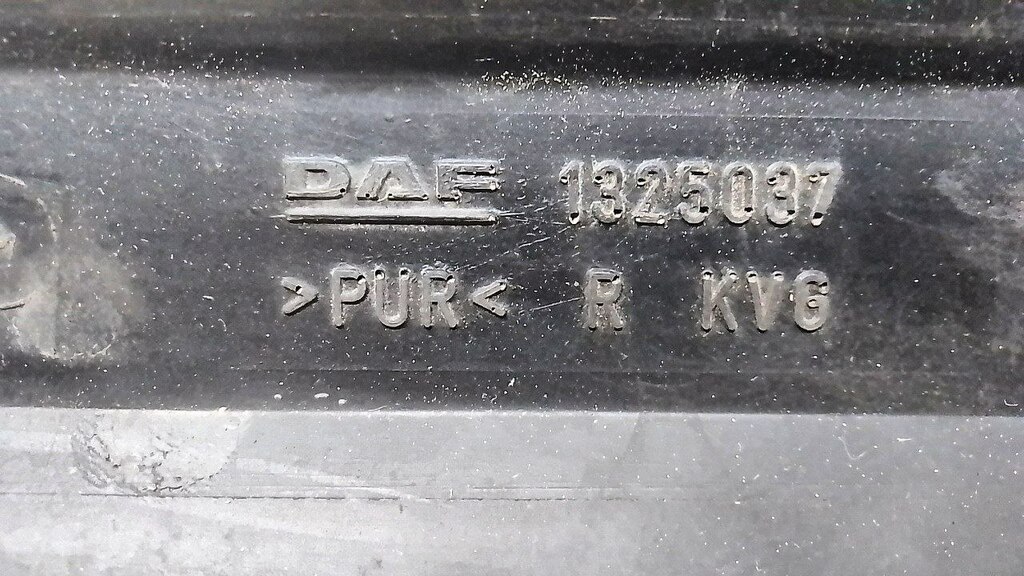 DAF 1325037
>PUR< R KVG